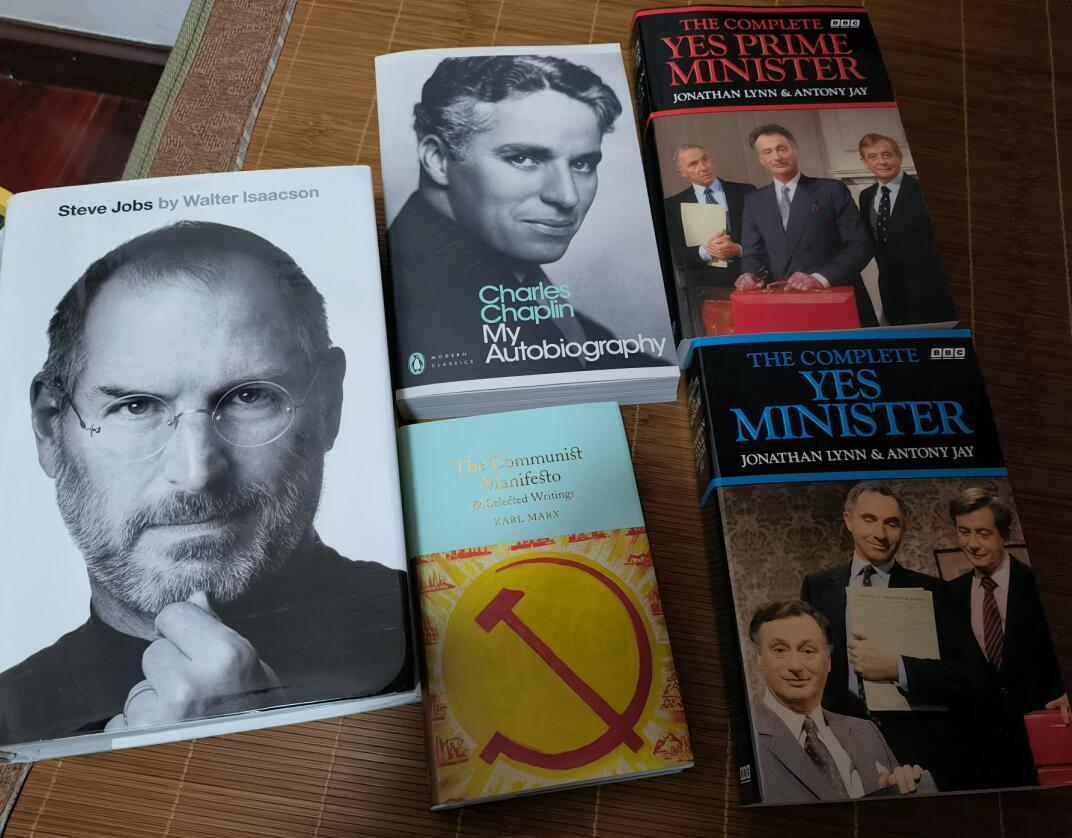 Steve Jobs by Walter Isaacson
Charles
Chaplin
My
Autobiography
MODERN
CLASSICS
THE COMPLETE
BBC
YES PRIME
MINISTER
JONATHAN LYNN & ANTONY JAY
The Communist
Manifesto
& Selected Writings
KARL MARX
THE COMPLETE
BBC
YES
MINISTER
JONATHAN LYNN & ANTONY JAY
BBC